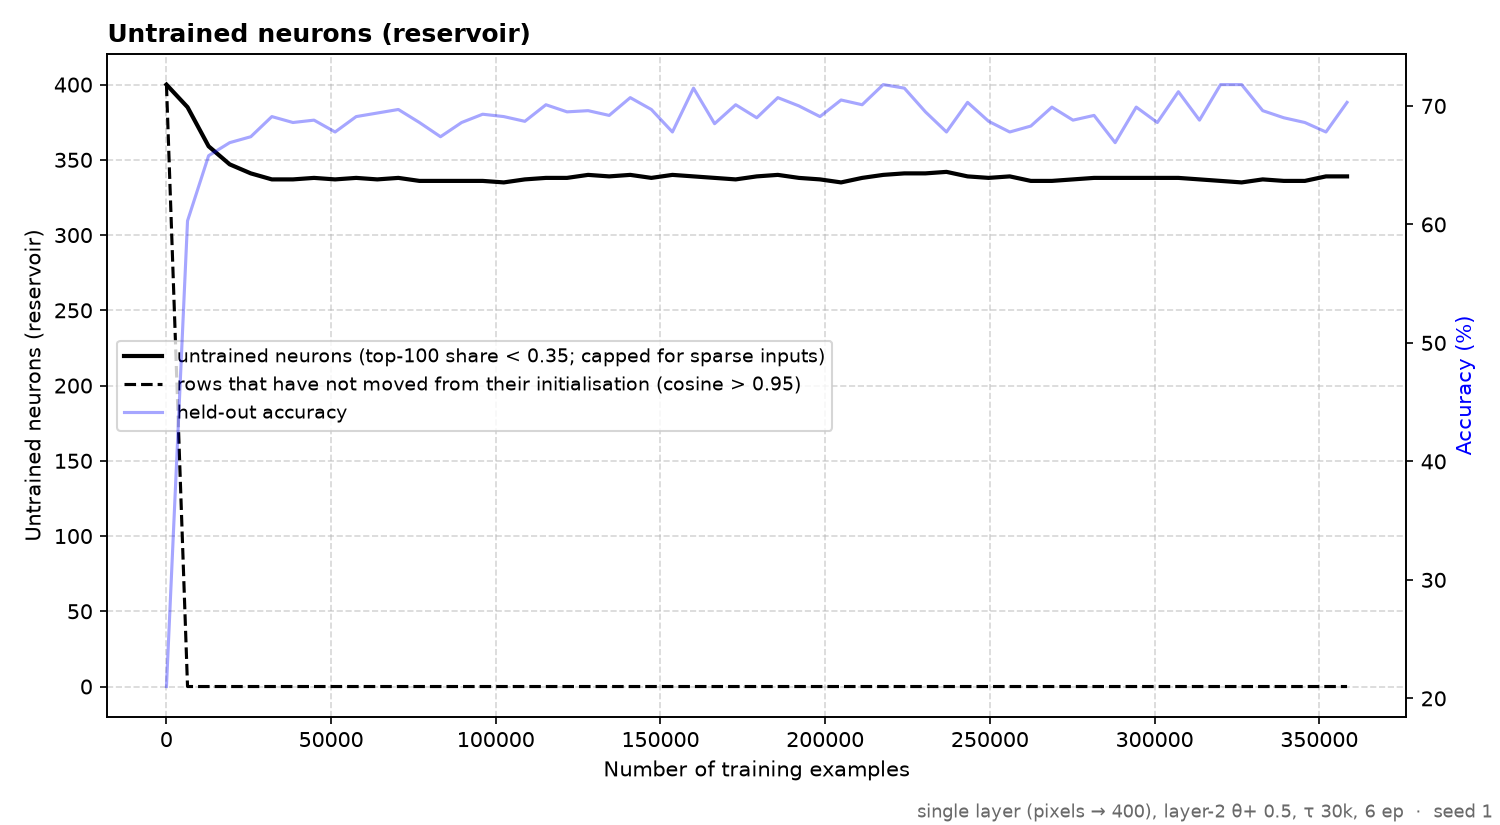 Untrained neurons (reservoir)
400
350
300
250
200
150
100
50
0
Untrained neurons (reservoir)
70
60
50
40
30
20
Accuracy (%)
untrained neurons (top-100 share < 0.35; capped for sparse inputs)
rows that have not moved from their initialisation (cosine > 0.95)
held-out accuracy
0 50000 100000 150000 200000 250000 300000 350000
Number of training examples
single layer (pixels → 400), layer-2 θ+ 0.5, τ 30k, 6 ep · seed 1